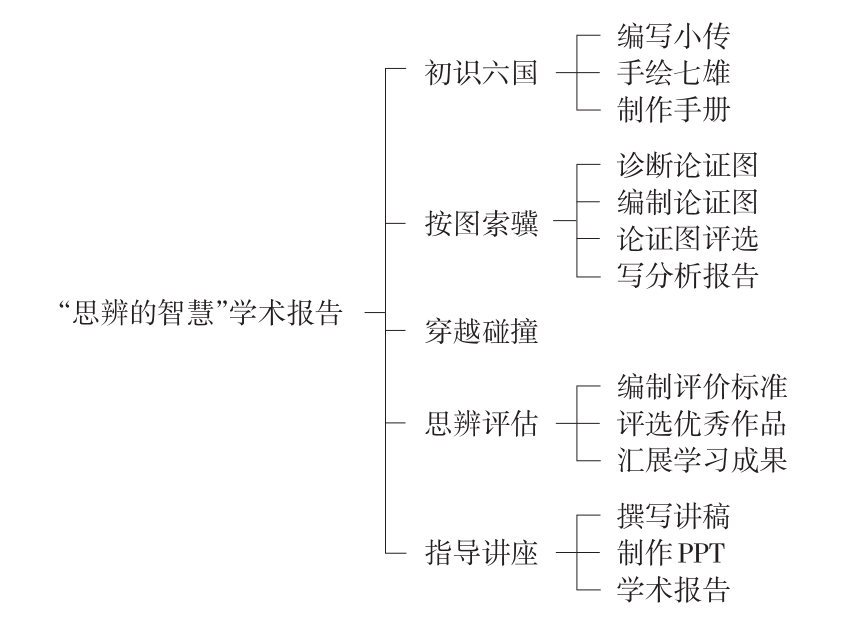 “思辨的智慧”学术报告
初识六国
编写小传
手绘七雄
制作手册
按图索骥
诊断论证图
编制论证图
论证图评选
写分析报告
穿越碰撞
思辨评估
编制评价标准
评选优秀作品
汇展学习成果
指导讲座
撰写讲稿
制作PPT
学术报告